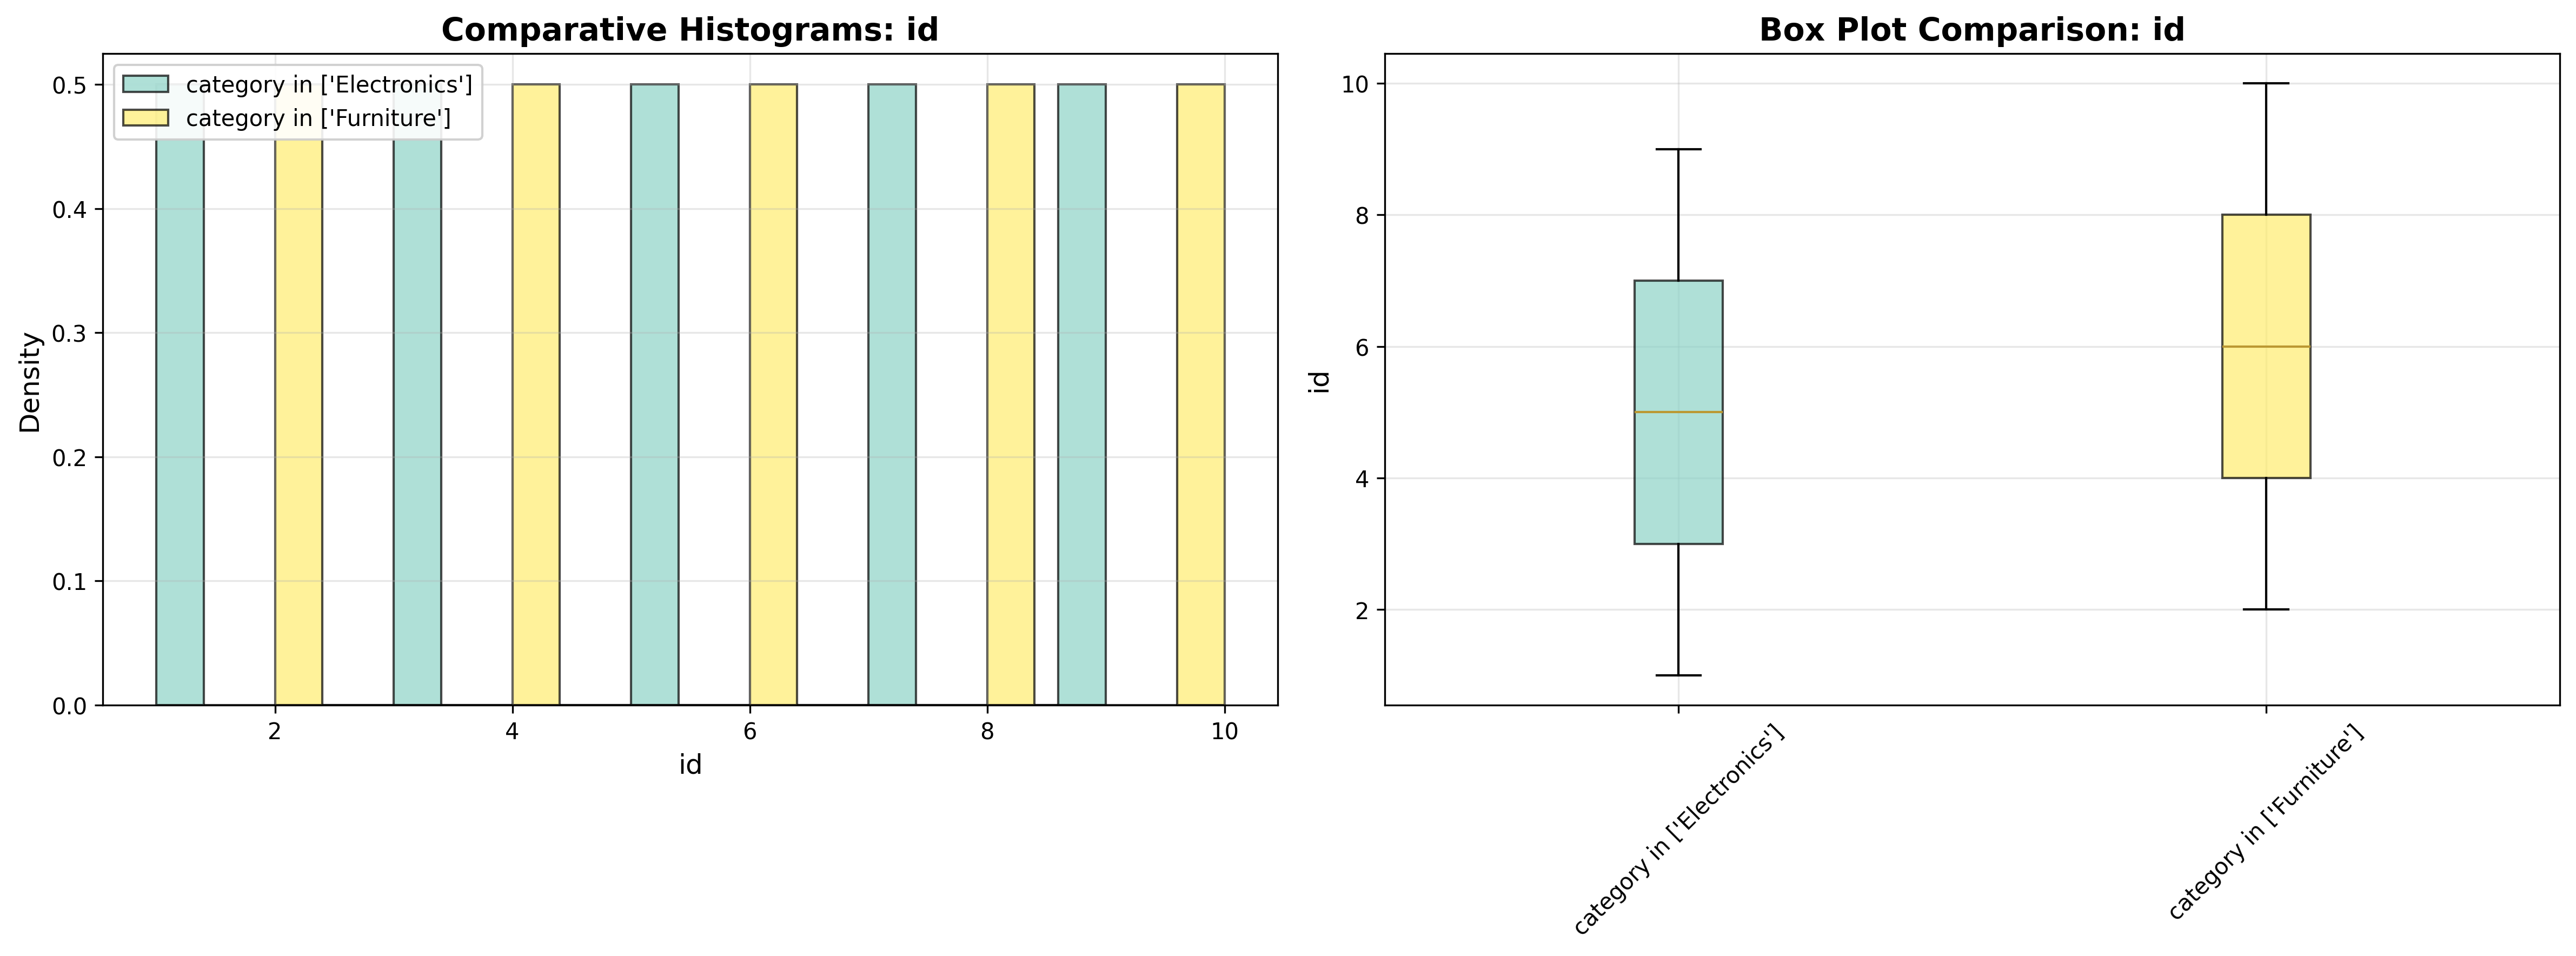 Comparative Histograms: id
category in ['Electronics']
category in ['Furniture']
Density
0.5
0.4
0.3
0.2
0.1
0.0
2 4 6 8 10
id
Box Plot Comparison: id
id
10
8
6
4
2
category in ['Electronics']
category in ['Furniture']